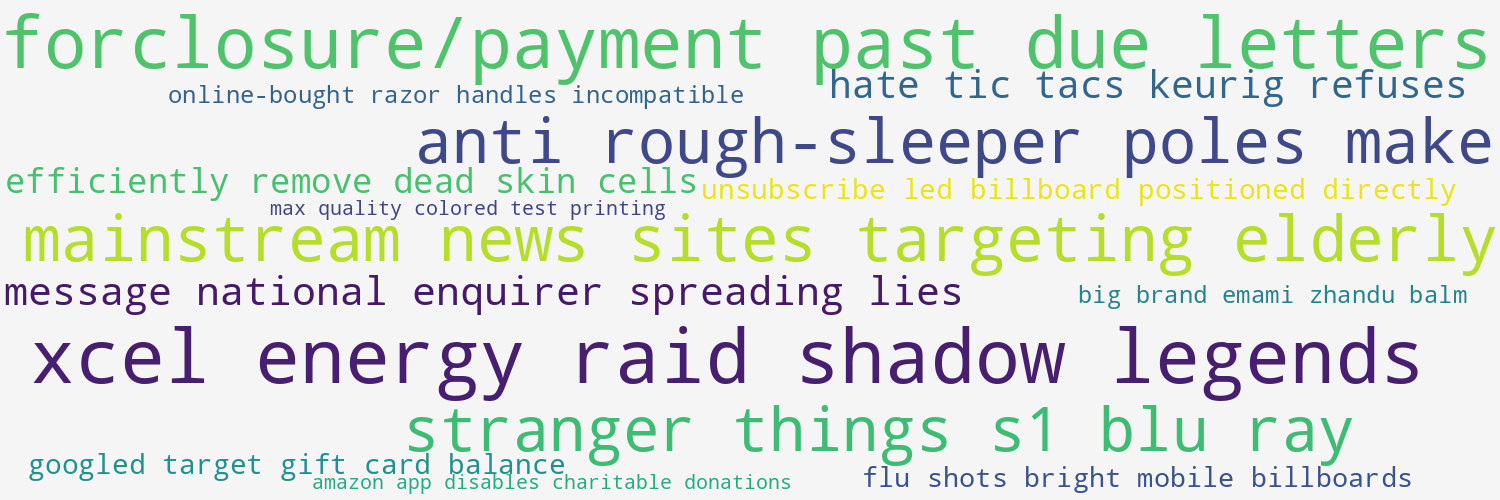 forclosure/payment past due letters
hate tic tacs keurig refuses
online-bought razor handles incompatible
anti rough-sleeper poles make
efficiently remove dead skin cells
unsubscribe led billboard positioned directly
max quality colored test printing
mainstream news sites targeting elderly
message national enquirer spreading lies
big brand emami zhandu balm
xcel energy raid shadow legends
stranger things s1 blu ray
googled target gift card balance
amazon app disables charitable donations
flu shots bright mobile billboards